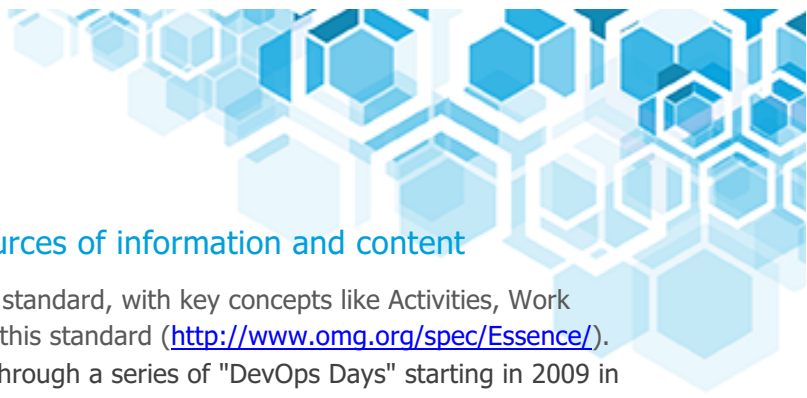 urces of information and content
standard, with key concepts like Activities, Work
this standard (http://www.omg.org/spec/Essence/).
hrough a series of "DevOps Days" starting in 2009 in